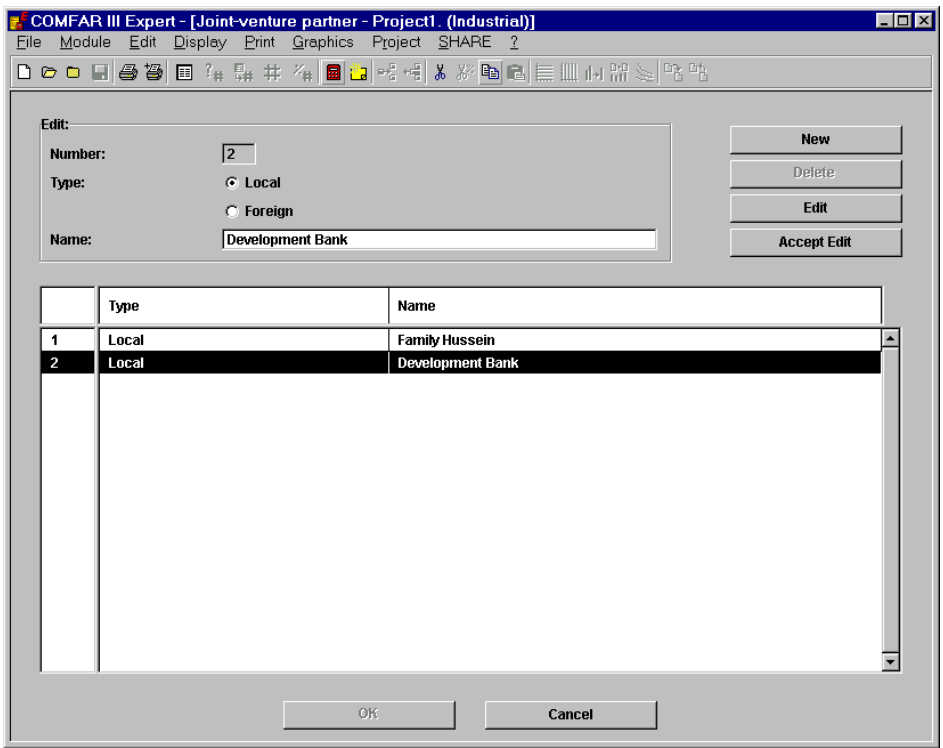 COMFAR III Expert - [Joint-venture partner - Project1. (Industrial)]
File Module Edit Display Print Graphics Project SHARE ?
Edit:
Number: 2
Type: Local
Foreign
Name: Development Bank
New
Delete
Edit
Accept Edit
Type Name
1 Local Family Hussein
2 Local Development Bank
OK Cancel